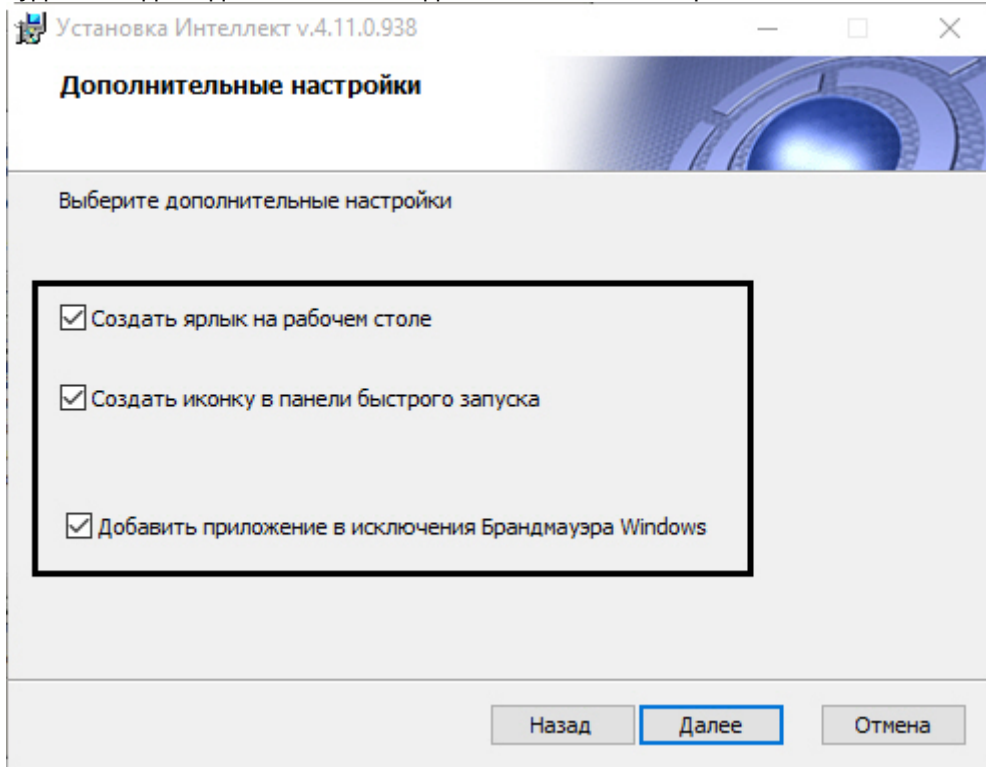 Установка Интеллект v.4.11.0.938
Дополнительные настройки
Выберите дополнительные настройки
Создать ярлык на рабочем столе
Создать иконку в панели быстрого запуска
Добавить приложение в исключения Брандмауэра Windows
Назад Далее Отмена